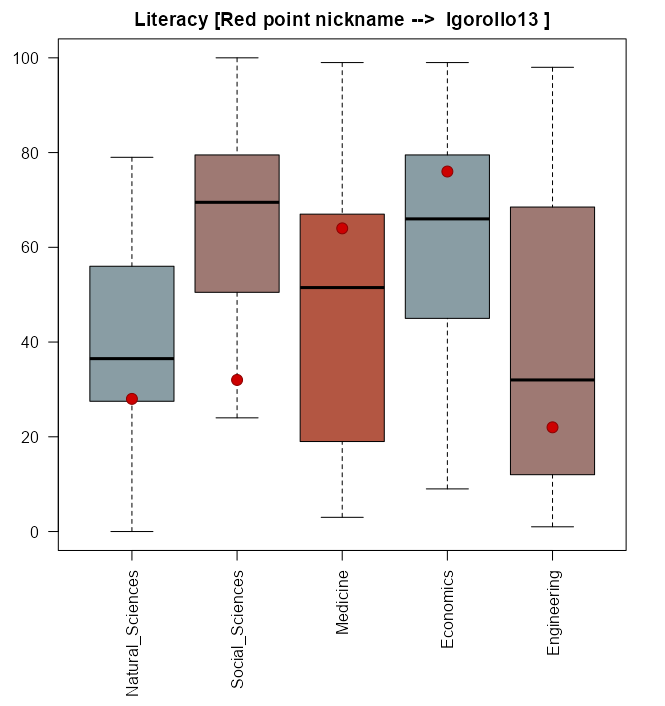 Literacy [Red point nickname --> Igorollo13 ]
100
80
60
40
20
0
Natural_Sciences
Social_Sciences
Medicine
Economics
Engineering